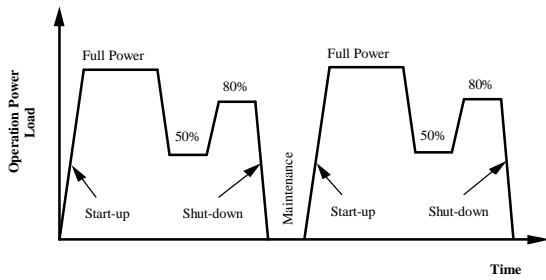 Operation Power
Load
Full Power
50%
80%
Start-up
Shut-down
Maintenance
Full Power
50%
80%
Start-up
Shut-down
Time